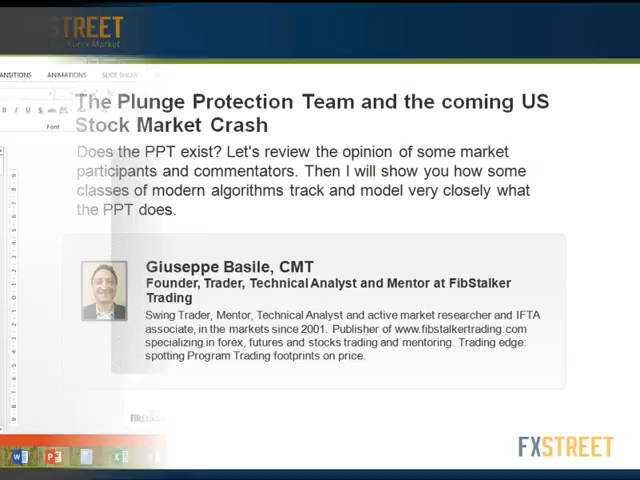 STREET
Forex Market
ANIMATIONS
SLIDE SHOW
The Plunge Protection Team and the coming US
Stock Market Crash
Font
Does the PPT exist? Let's review the opinion of some market
participants and commentators. Then I will show you how some
classes of modern algorithms track and model very closely what
the PPT does.
Giuseppe Basile, CMT
Founder, Trader, Technical Analyst and Mentor at FibStalker
Trading
Swing Trader, Mentor, Technical Analyst and active market researcher and IFTA
associate, in the markets since 2001. Publisher of www.fibstalkertrading.com
specializing in forex, futures and stocks trading and mentoring. Trading edge:
spotting Program Trading footprints on price.
FXSTREET